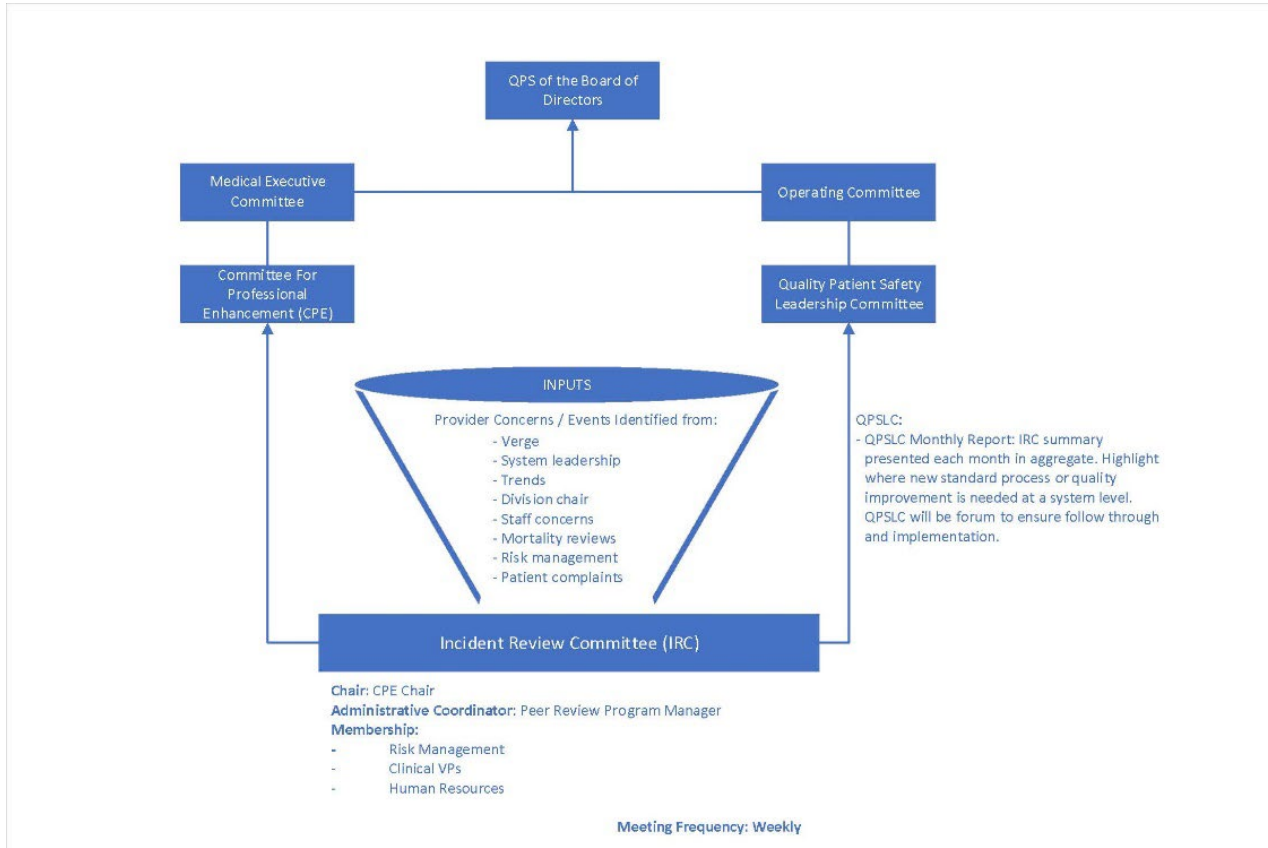 QPS of the Board of
Directors
Medical Executive
Committee
Operating Committee
Committee For
Professional
Enhancement (CPE)
Quality Patient Safety
Leadership Committee
INPUTS
Provider Concerns / Events Identified from:
- Verge
- System leadership
- Trends
- Division chair
- Staff concerns
- Mortality reviews
- Risk management
- Patient complaints
QPSLC:
- QPSLC Monthly Report: IRC summary
presented each month in aggregate. Highlight
where new standard process or quality
improvement is needed at a system level.
QPSLC will be forum to ensure follow through
and implementation.
Incident Review Committee (IRC)
Chair: CPE Chair
Administrative Coordinator: Peer Review Program Manager
Membership:
- Risk Management
- Clinical VPs
- Human Resources
Meeting Frequency: Weekly